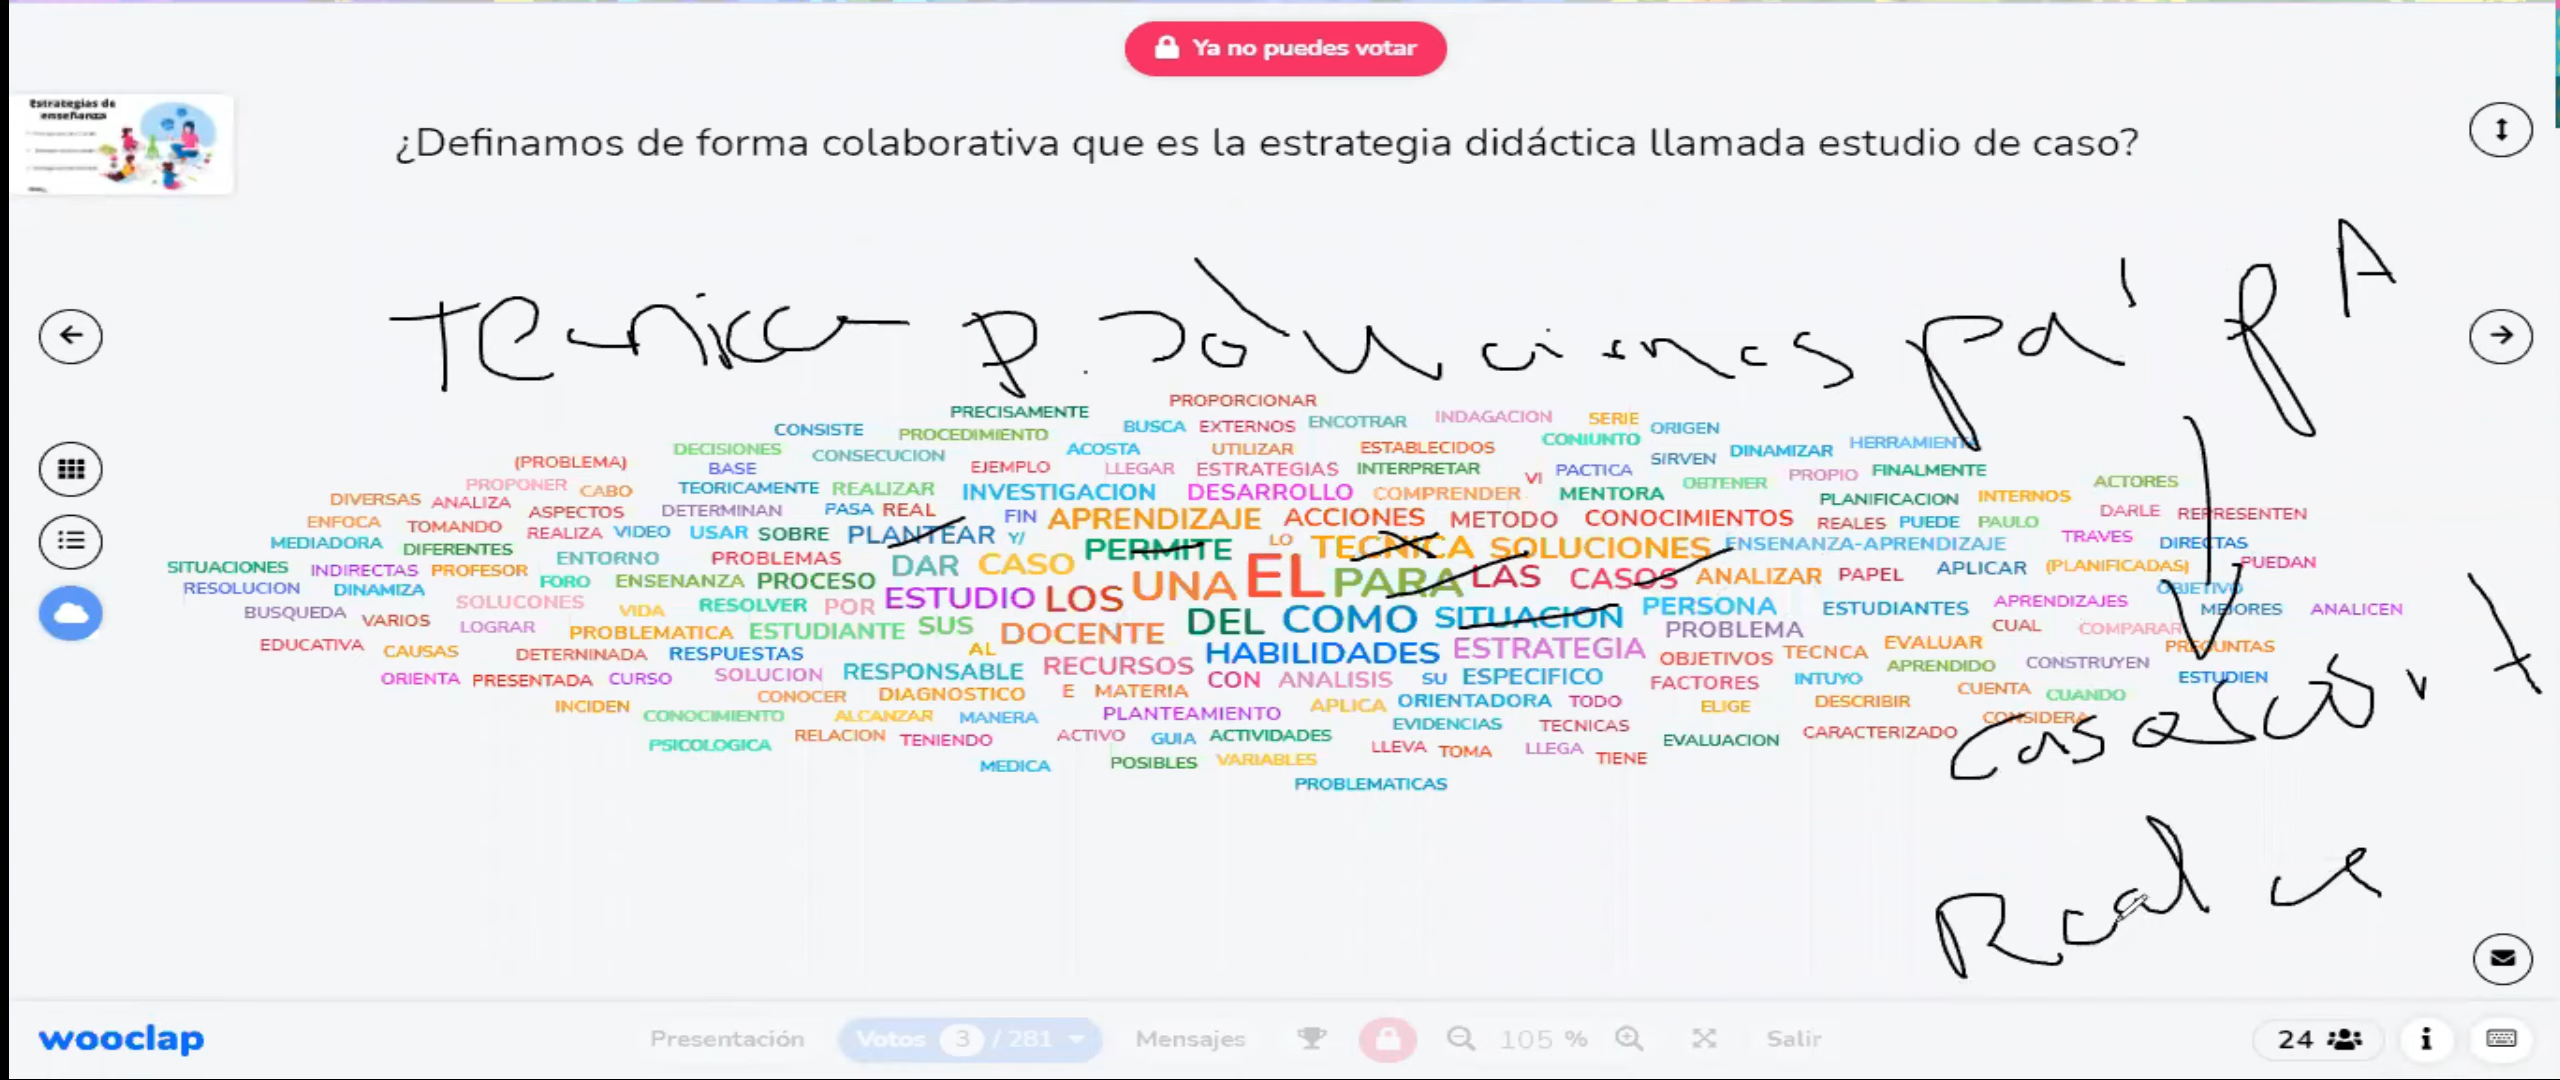 Ya no puedes votar
Estrategias de
enseñanza
¿Definamos de forma colaborativa que es la estrategia didáctica llamada estudio de caso?
Tecnica p. soluciones
PROPORCIONAR
PRECISAMENTE
CONSISTE PROCEDIMIENTO BUSCA EXTERNOS ENCOTRAR INDAGACION SERIE ORIGEN
DECISIONES CONSECUCION ACOSTA UTILIZAR ESTABLECIDOS CONJUNTO DINAMIZAR
(PROBLEMA) BASE EJEMPLO LLEGAR ESTRATEGIAS INTERPRETAR VI PACTICA SIRVEN PROPIO FINALMENTE
PROPONER CABO TEORICAMENTE REALIZAR INVESTIGACION DESARROLLO COMPRENDER MENTORA OBTENER PLANIFICACION INTERNOS ACTORES
DIVERSAS ANALIZA ASPECTOS DETERMINAN PASA REAL FIN APRENDIZAJE ACCIONES METODO CONOCIMIENTOS REALES PUEDE PAULO DARLE REPRESENTEN
ENFOCA TOMANDO REALIZA VIDEO USAR SOBRE PLANTEAR Y/ PERMITE LO TECNICA SOLUCIONES ENSENANZA-APRENDIZAJE TRAVES DIRECTAS
MEDIADORA DIFERENTES ENTORNO PROBLEMAS DAR CASO UNA EL PARA LAS CASOS ANALIZAR PAPEL APLICAR (PLANIFICADAS) PUEDAN
SITUACIONES INDIRECTAS PROFESOR FORO ENSENANZA PROCESO ESTUDIO LOS
RESOLUCION DINAMIZA SOLUCONES VIDA RESOLVER POR DEL COMO SITUACION PERSONA ESTUDIANTES APRENDIZAJES OBJETIVO MEJORES ANALICEN
BUSQUEDA VARIOS LOGRAR PROBLEMATICA ESTUDIANTE SUS DOCENTE PROBLEMA CUAL COMPARAR
EDUCATIVA CAUSAS DETERNINADA RESPUESTAS AL HABILIDADES ESTRATEGIA OBJETIVOS TECNCA EVALUAR PREGUNTAS
ORIENTA PRESENTADA CURSO SOLUCION RESPONSABLE RECURSOS CON ANALISIS SU ESPECIFICO FACTORES INTUYO APRENDIDO CONSTRUYEN ESTUDIEN
INCIDEN CONOCER DIAGNOSTICO E MATERIA APLICA ORIENTADORA TODO ELIGE DESCRIBIR CUENTA CUANDO
CONOCIMIENTO ALCANZAR MANERA PLANTEAMIENTO EVIDENCIAS TECNICAS CONSIDERA
PSICOLOGICA RELACION TENIENDO ACTIVO GUIA ACTIVIDADES LLEVA TOMA LLEGA TIENE EVALUACION CARACTERIZADO
MEDICA POSIBLES VARIABLES
PROBLEMATICAS
Real
wooclap
Presentación Votos 3 / 281 Mensajes 105 % Salir 24